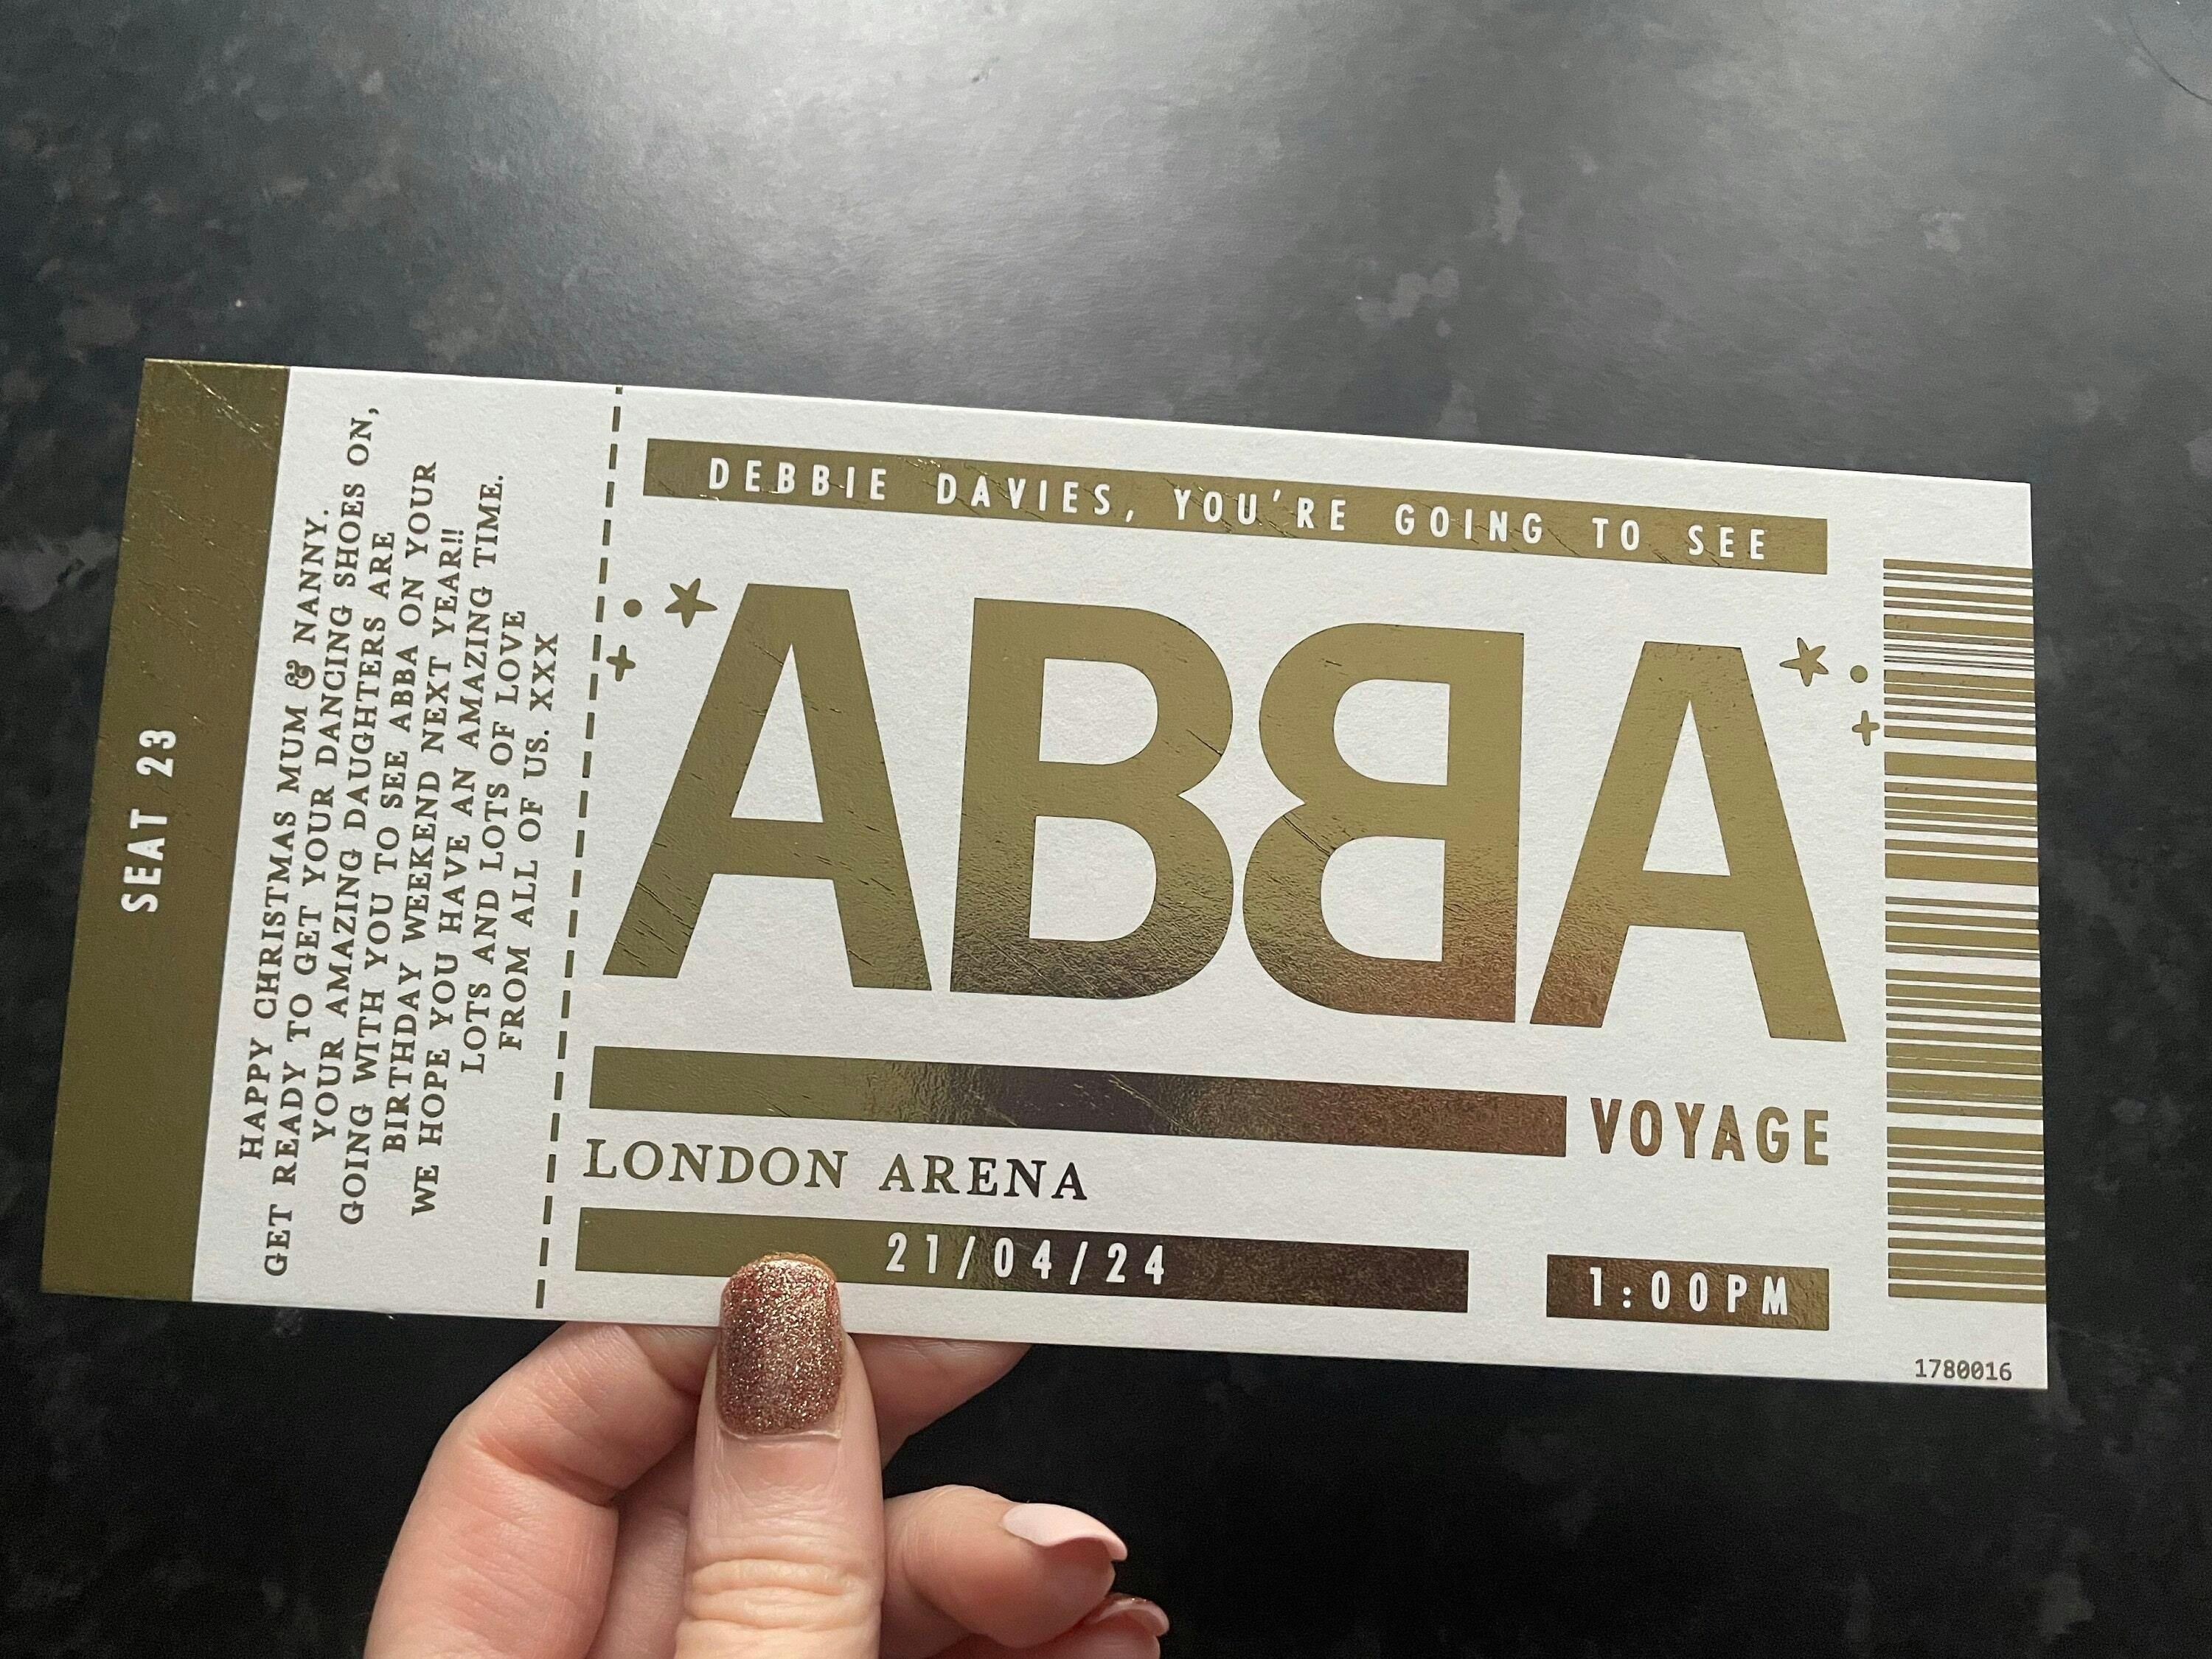 SEAT 23
HAPPY CHRISTMAS MUM & NANNY.
GET READY TO GET YOUR DANCING SHOES ON,
YOUR AMAZING DAUGHTERS ARE
GOING WITH YOU TO SEE ABBA ON YOUR
BIRTHDAY WEEKEND NEXT YEAR!!
WE HOPE YOU HAVE AN AMAZING TIME.
LOTS AND LOTS OF LOVE
FROM ALL OF US. XXX
DEBBIE DAVIES, YOU'RE GOING TO SEE
ABBA
VOYAGE
LONDON ARENA
21/04/24
1:00PM
1780016